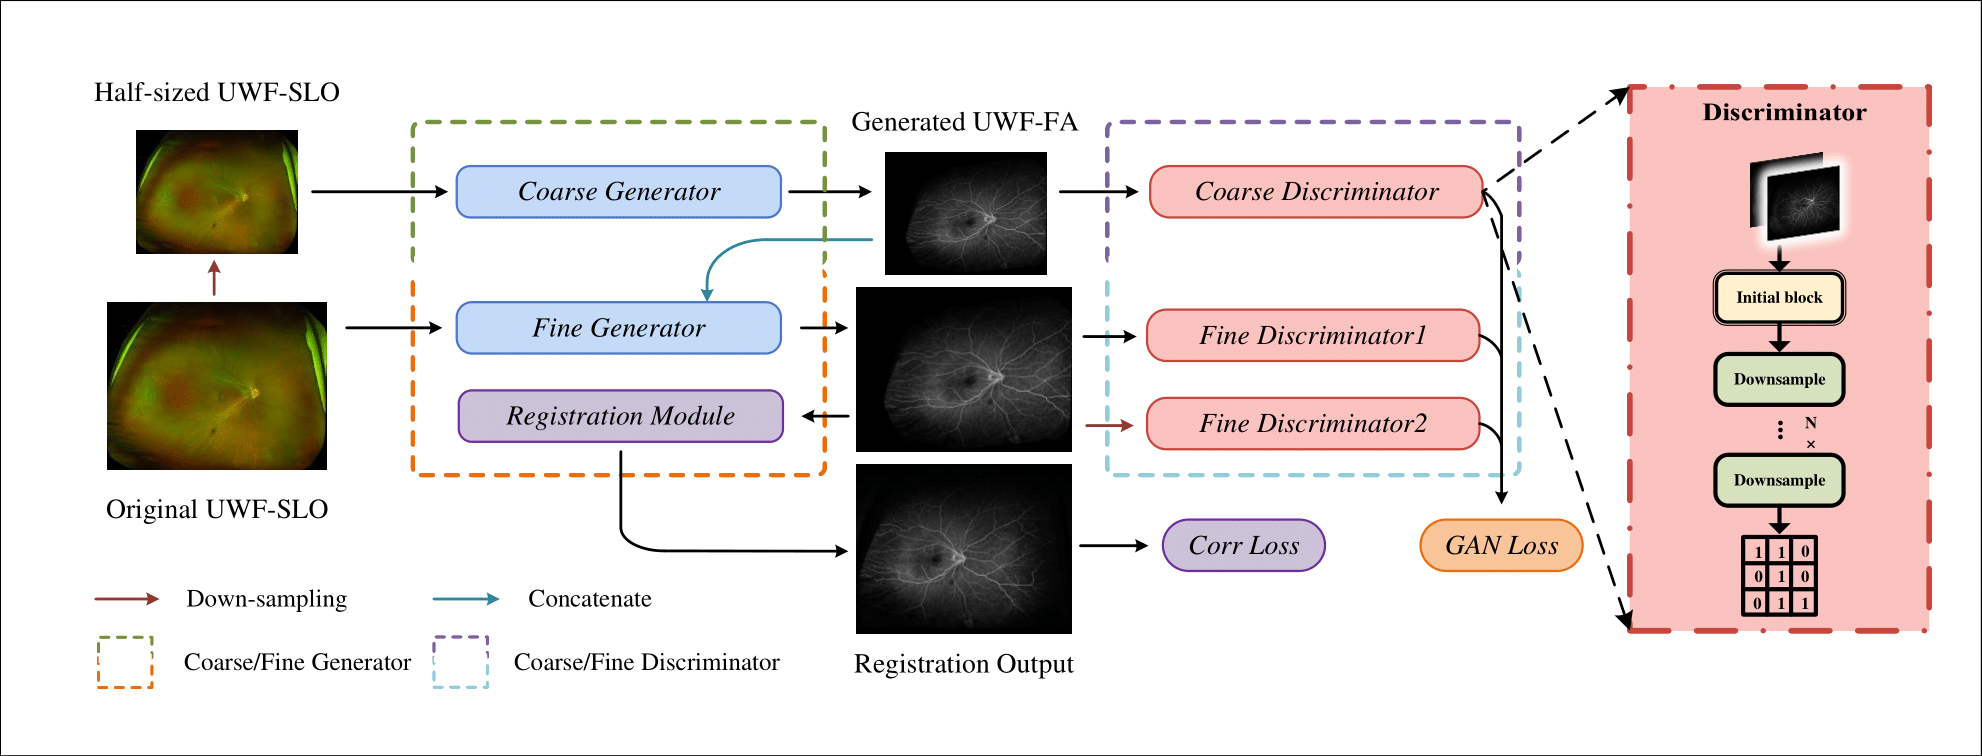 Half-sized UWF-SLO
Original UWF-SLO
Coarse Generator
Fine Generator
Registration Module
Generated UWF-FA
Registration Output
Coarse Discriminator
Fine Discriminator1
Fine Discriminator2
Corr Loss
GAN Loss
Discriminator
Initial block
Downsample
⋮ N
×
Downsample
1 1 0
0 1 0
0 1 1
Down-sampling
Concatenate
Coarse/Fine Generator
Coarse/Fine Discriminator